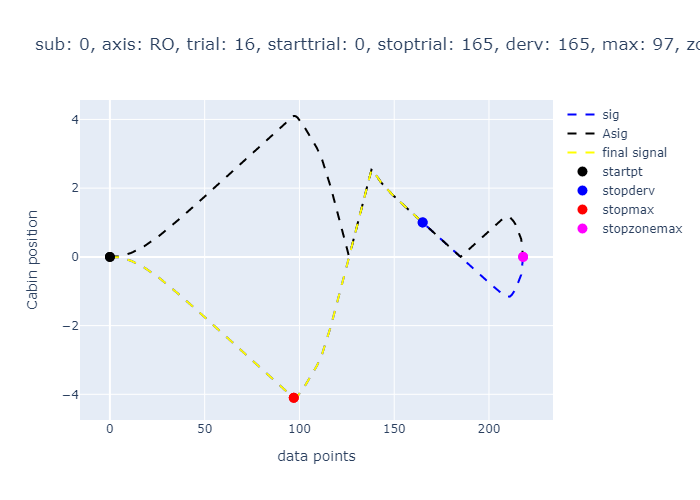 sub: 0, axis: RO, trial: 16, starttrial: 0, stoptrial: 165, derv: 165, max: 97, zo
sig
Asig
final signal
startpt
stopderv
stopmax
stopzonemax
Cabin position
4
2
0
−2
−4
0 50 100 150 200
data points